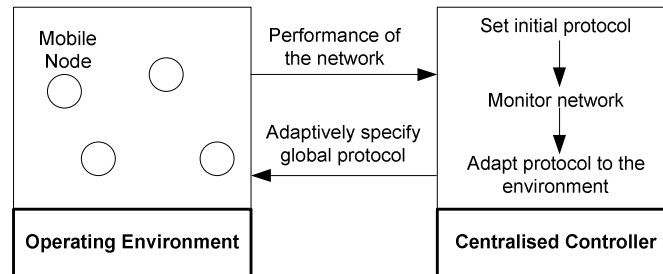 Mobile
Node
Operating Environment
Performance of
the network
Adaptively specify
global protocol
Set initial protocol
Monitor network
Adapt protocol to the
environment
Centralised Controller